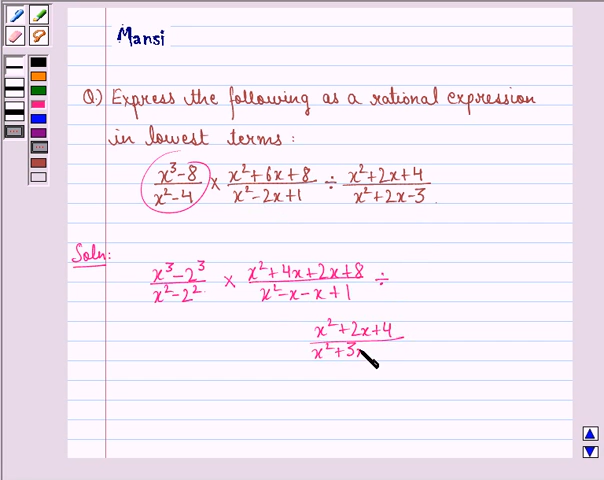 Mansi
Q.) Express the following as a rational expression
in lowest terms :
(x³-8)/(x²-4) × (x²+6x+8)/(x²-2x+1) ÷ (x²+2x+4)/(x²+2x-3)
Soln:
(x³-2³)/(x²-2²) × (x²+4x+2x+8)/(x²-x-x+1) ÷
(x²+2x+4)/(x²+3x